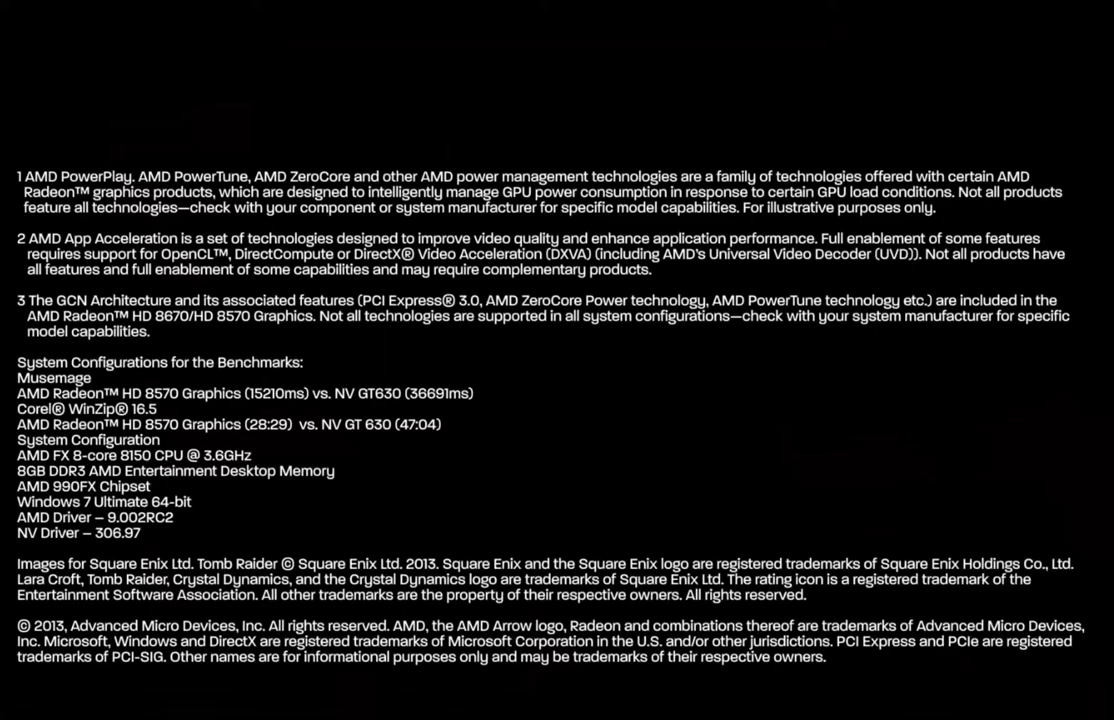 1 AMD PowerPlay. AMD PowerTune, AMD ZeroCore and other AMD power management technologies are a family of technologies offered with certain AMD
Radeon™ graphics products, which are designed to intelligently manage GPU power consumption in response to certain GPU load conditions. Not all products
feature all technologies—check with your component or system manufacturer for specific model capabilities. For illustrative purposes only.
2 AMD App Acceleration is a set of technologies designed to improve video quality and enhance application performance. Full enablement of some features
requires support for OpenCL™, DirectCompute or DirectX® Video Acceleration (DXVA) (including AMD's Universal Video Decoder (UVD)). Not all products have
all features and full enablement of some capabilities and may require complementary products.
3 The GCN Architecture and its associated features (PCI Express® 3.0, AMD ZeroCore Power technology, AMD PowerTune technology etc.) are included in the
AMD Radeon™ HD 8670/HD 8570 Graphics. Not all technologies are supported in all system configurations—check with your system manufacturer for specific
model capabilities.
System Configurations for the Benchmarks:
Musemage
AMD Radeon™ HD 8570 Graphics (15210ms) vs. NV GT630 (36691ms)
Corel® WinZip® 16.5
AMD Radeon™ HD 8570 Graphics (28:29)  vs. NV GT 630 (47:04)
System Configuration
AMD FX 8-core 8150 CPU @ 3.6GHz
8GB DDR3 AMD Entertainment Desktop Memory
AMD 990FX Chipset
Windows 7 Ultimate 64-bit
AMD Driver – 9.002RC2
NV Driver – 306.97
Images for Square Enix Ltd. Tomb Raider © Square Enix Ltd. 2013. Square Enix and the Square Enix logo are registered trademarks of Square Enix Holdings Co., Ltd.
Lara Croft, Tomb Raider, Crystal Dynamics, and the Crystal Dynamics logo are trademarks of Square Enix Ltd. The rating icon is a registered trademark of the
Entertainment Software Association. All other trademarks are the property of their respective owners. All rights reserved.
© 2013, Advanced Micro Devices, Inc. All rights reserved. AMD, the AMD Arrow logo, Radeon and combinations thereof are trademarks of Advanced Micro Devices,
Inc. Microsoft, Windows and DirectX are registered trademarks of Microsoft Corporation in the U.S. and/or other jurisdictions. PCI Express and PCIe are registered
trademarks of PCI-SIG. Other names are for informational purposes only and may be trademarks of their respective owners.